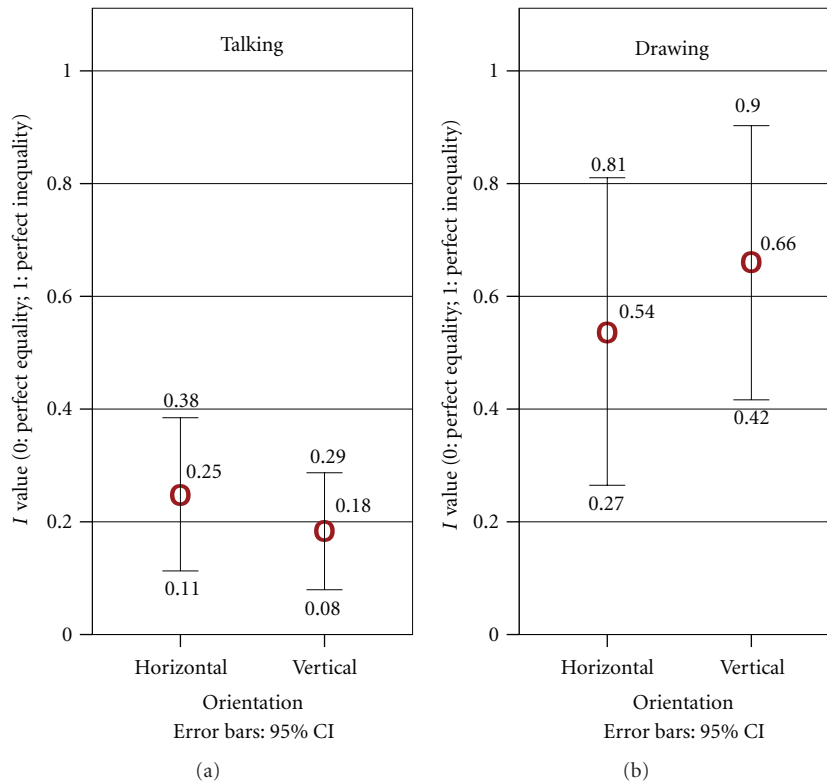 Talking
I value (0: perfect equality; 1: perfect inequality)
1
0.8
0.6
0.4
0.2
0
0.38
0.25
0.11
0.29
0.18
0.08
Horizontal Vertical
Orientation
Error bars: 95% CI
(a)
Drawing
I value (0: perfect equality; 1: perfect inequality)
1
0.8
0.6
0.4
0.2
0
0.81
0.54
0.27
0.9
0.66
0.42
Horizontal Vertical
Orientation
Error bars: 95% CI
(b)